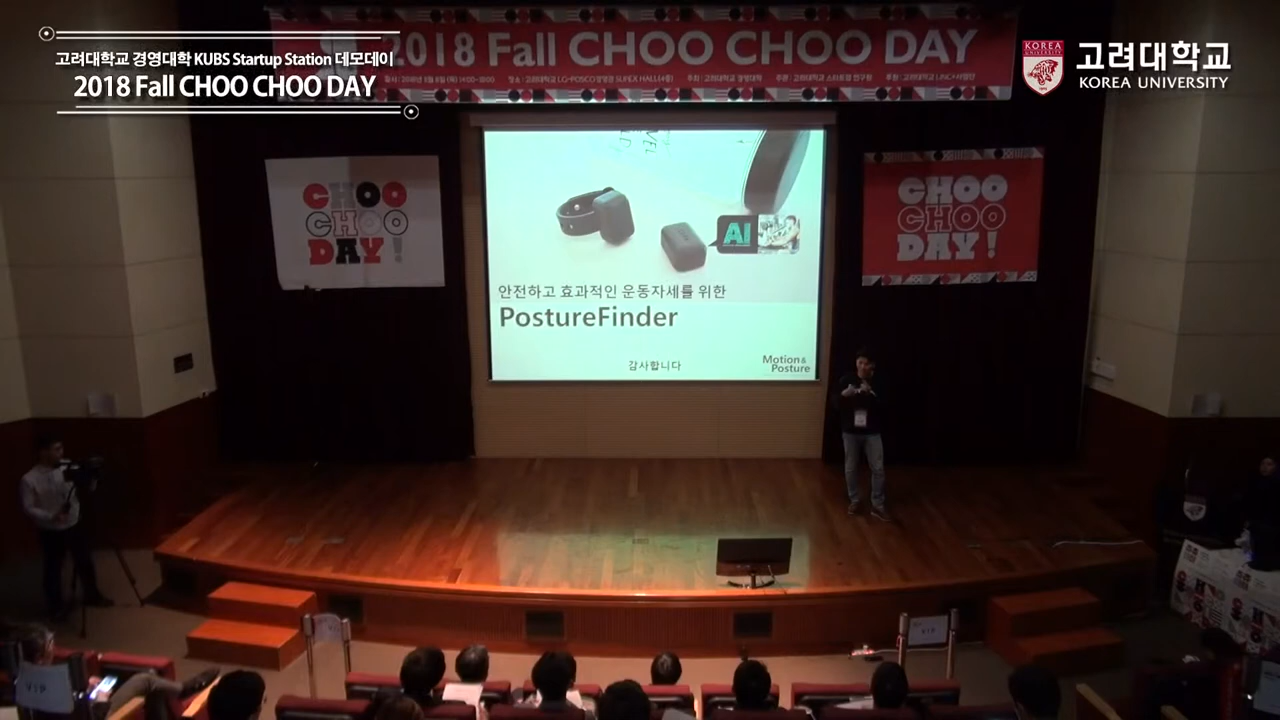 고려대학교 경영대학 KUBS Startup Station 데모데이
2018 Fall CHOO CHOO DAY
2018 Fall CHOO CHOO DAY
KOREA
고려대학교
KOREA UNIVERSITY
CHOO
CHOO
DAY!
CHOO
CHOO
DAY!
AI
안전하고 효과적인 운동자세를 위한
PostureFinder
감사합니다
Motion&
Posture
VIP
VIP